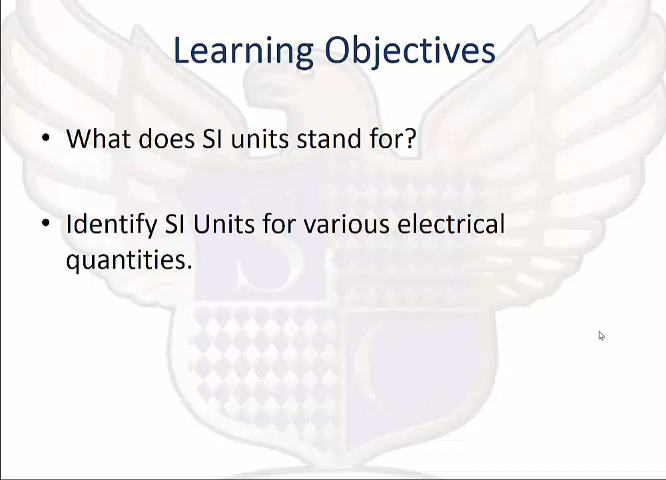 Learning Objectives
• What does SI units stand for?
• Identify SI Units for various electrical
quantities.
S
C